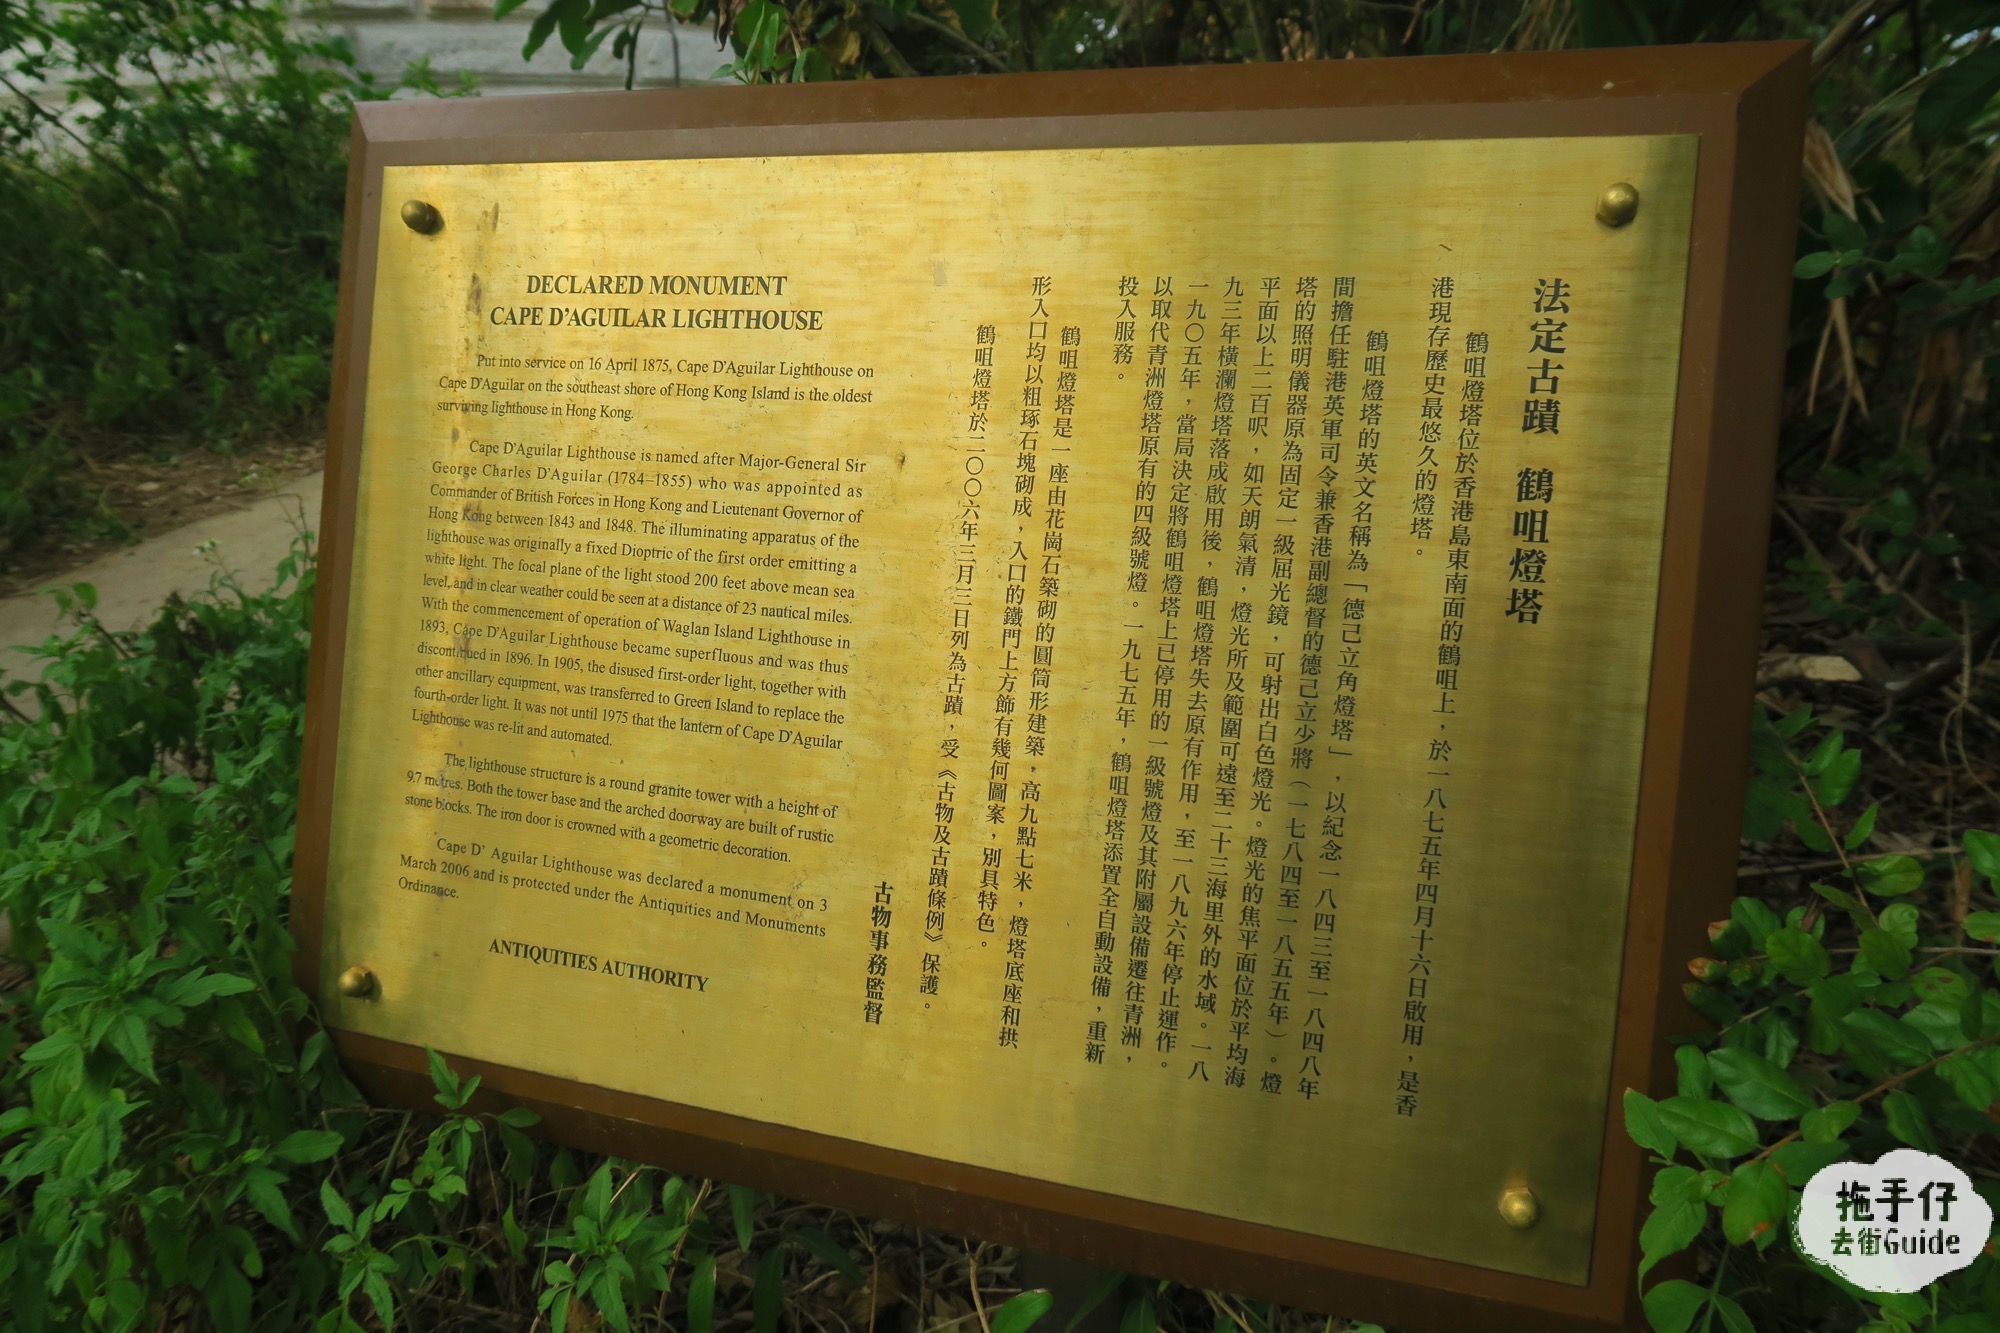 DECLARED MONUMENT
CAPE D'AGUILAR LIGHTHOUSE
Put into service on 16 April 1875, Cape D'Aguilar Lighthouse on
Cape D'Aguilar on the southeast shore of Hong Kong Island is the oldest
surviving lighthouse in Hong Kong.
Cape D'Aguilar Lighthouse is named after Major-General Sir
George Charles D'Aguilar (1784–1855) who was appointed as
Commander of British Forces in Hong Kong and Lieutenant Governor of
Hong Kong between 1843 and 1848. The illuminating apparatus of the
lighthouse was originally a fixed Dioptric of the first order emitting a
white light. The focal plane of the light stood 200 feet above mean sea
level, and in clear weather could be seen at a distance of 23 nautical miles.
With the commencement of operation of Waglan Island Lighthouse in
1893, Cape D'Aguilar Lighthouse became superfluous and was thus
discontinued in 1896. In 1905, the disused first-order light, together with
other ancillary equipment, was transferred to Green Island to replace the
fourth-order light. It was not until 1975 that the lantern of Cape D'Aguilar
Lighthouse was re-lit and automated.
The lighthouse structure is a round granite tower with a height of
9.7 metres. Both the tower base and the arched doorway are built of rustic
stone blocks. The iron door is crowned with a geometric decoration.
Cape D' Aguilar Lighthouse was declared a monument on 3
March 2006 and is protected under the Antiquities and Monuments
Ordinance.
ANTIQUITIES AUTHORITY
法定古蹟 鶴咀燈塔
鶴咀燈塔位於香港島東南面的鶴咀上，於一八七五年四月十六日啟用，是香
港現存歷史最悠久的燈塔。
鶴咀燈塔的英文名稱為「德己立角燈塔」，以紀念一八四三至一八四八年
間擔任駐港英軍司令兼香港副總督的德己立少將（一七八四至一八五五年）。燈
塔的照明儀器原為固定一級屈光鏡，可射出白色燈光。燈光的焦平面位於平均海
平面以上二百呎，如天朗氣清，燈光所及範圍可遠至二十三海里外的水域。一八
九三年橫瀾燈塔落成啟用後，鶴咀燈塔失去原有作用，至一八九六年停止運作。
一九〇五年，當局決定將鶴咀燈塔上已停用的一級號燈及其附屬設備遷往青洲，
以取代青洲燈塔原有的四級號燈。一九七五年，鶴咀燈塔添置全自動設備，重新
投入服務。
鶴咀燈塔是一座由花崗石築砌的圓筒形建築，高九點七米，燈塔底座和拱
形入口均以粗琢石塊砌成，入口的鐵門上方飾有幾何圖案，別具特色。
鶴咀燈塔於二〇〇六年三月三日列為古蹟，受《古物及古蹟條例》保護。
古物事務監督
拖手仔
去街Guide